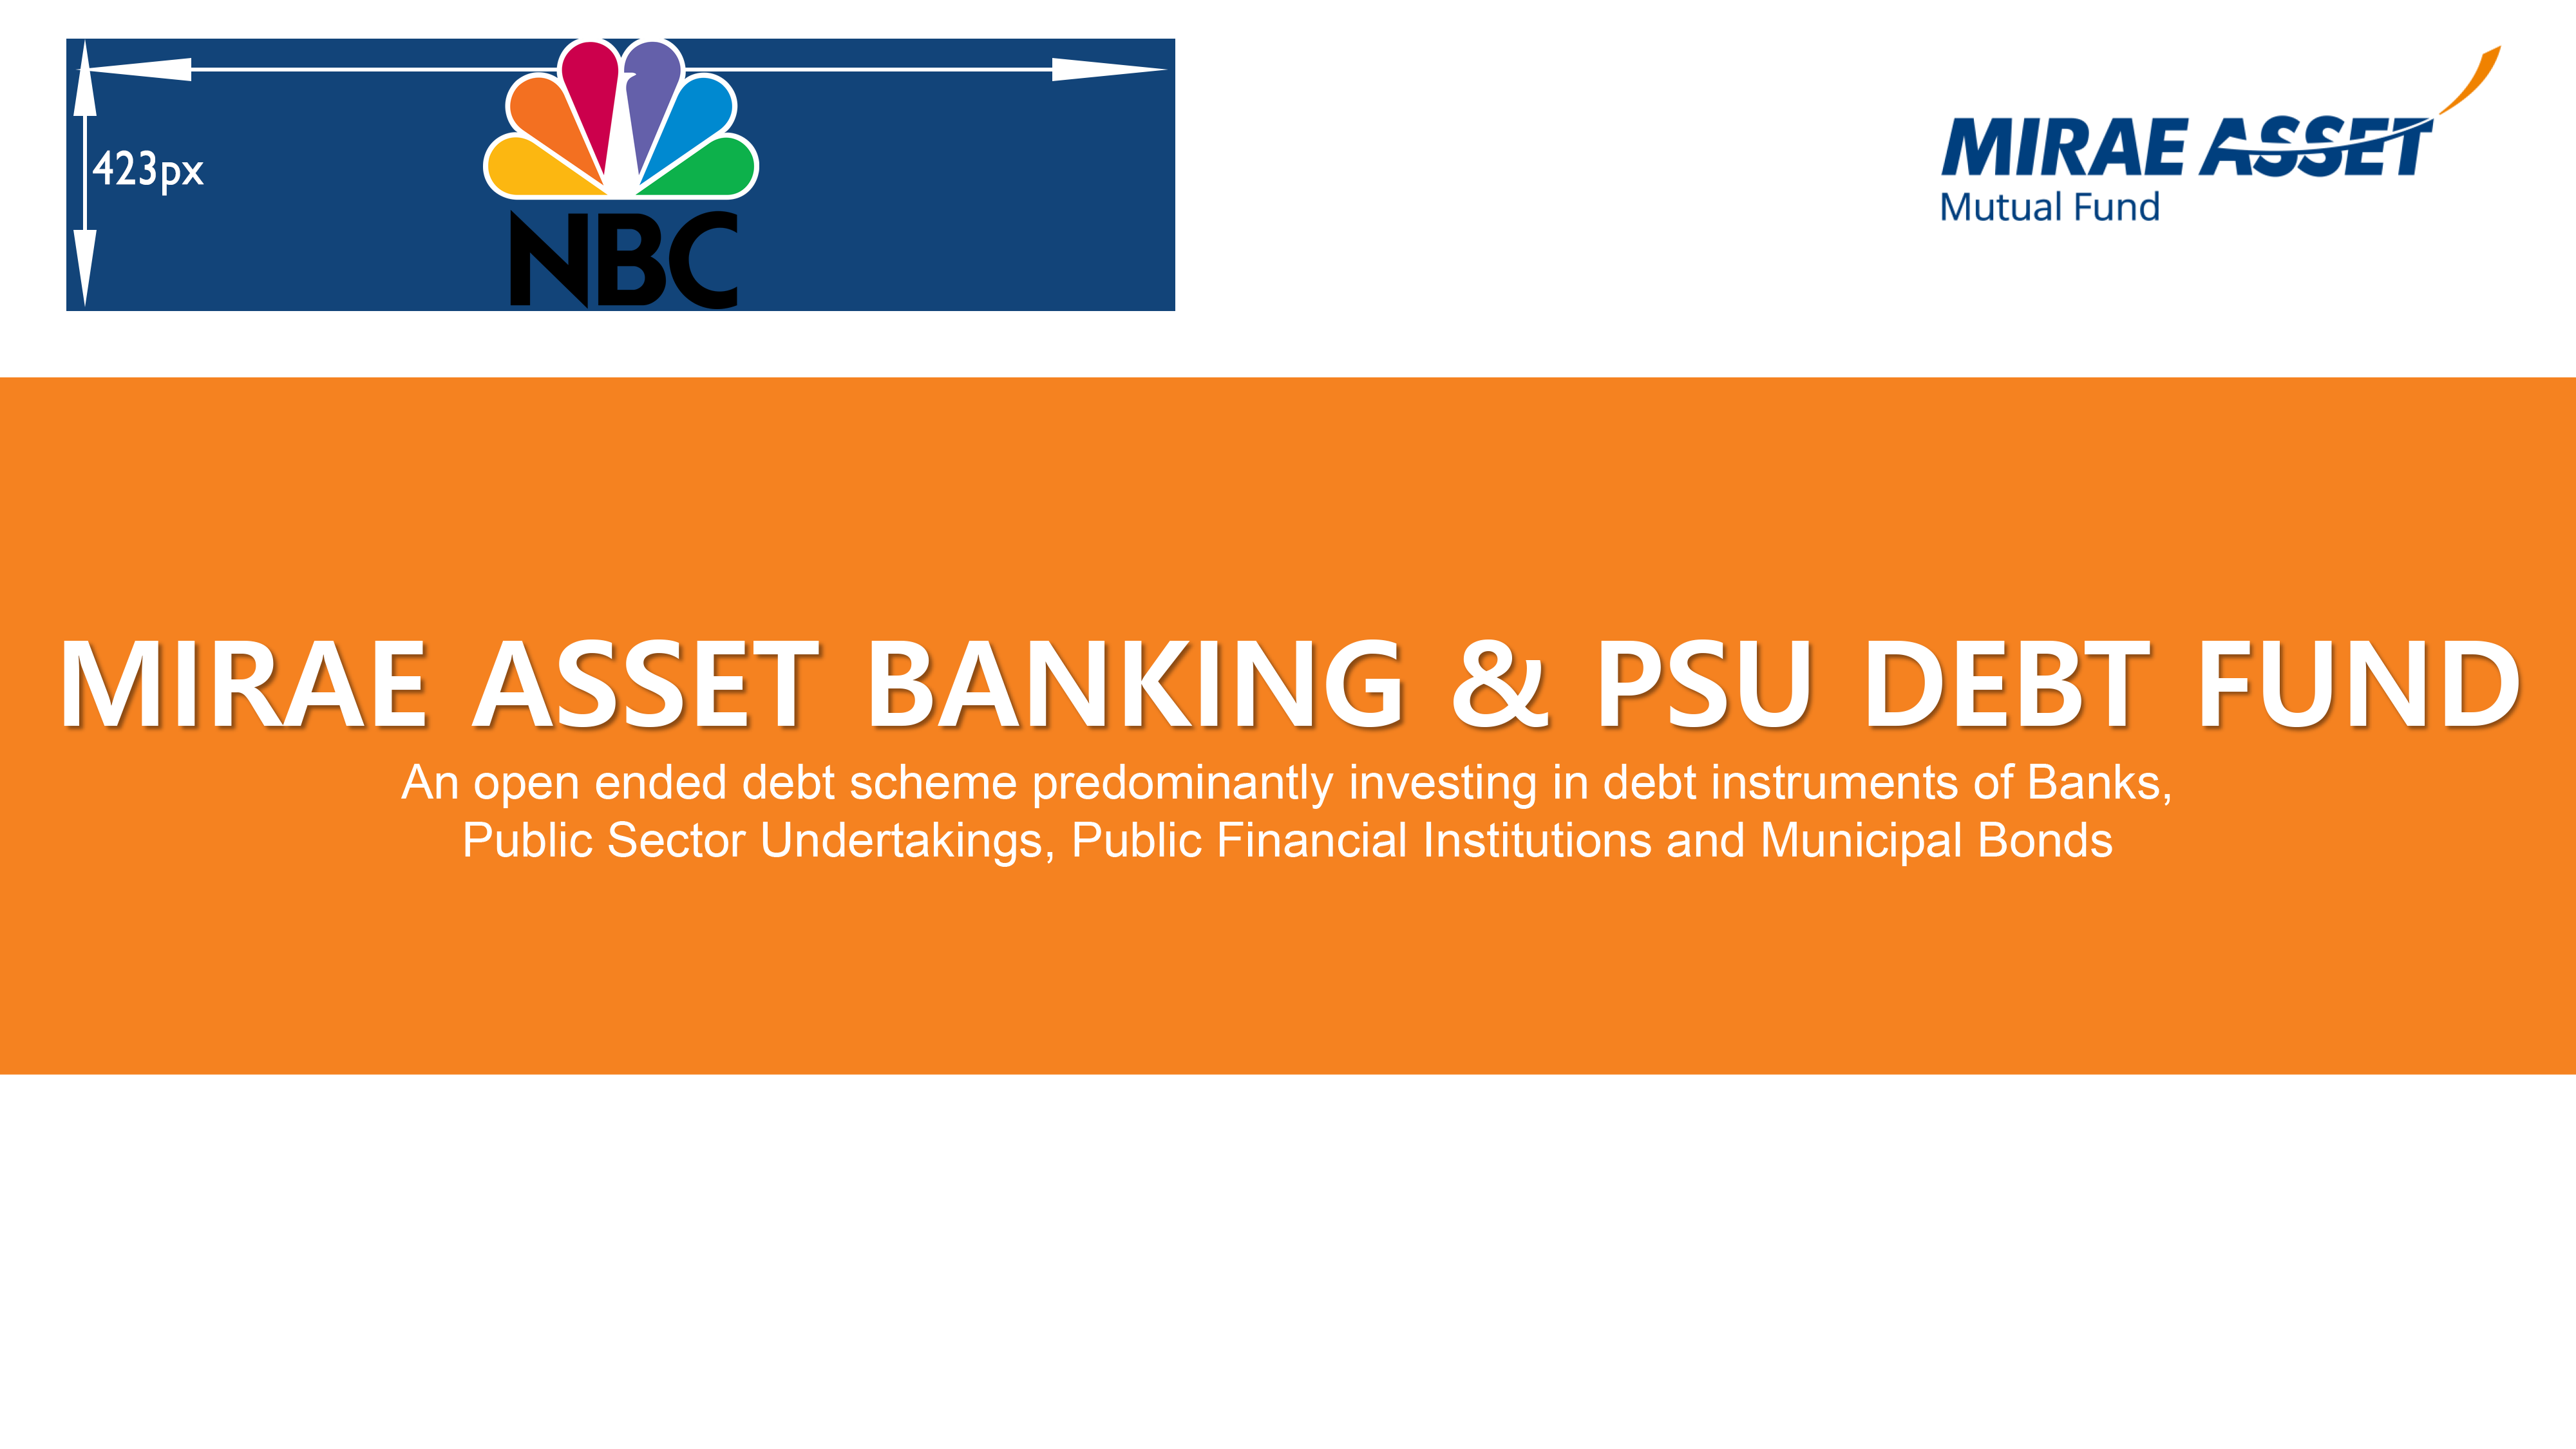 423px
NBC
MIRAE ASSET
Mutual Fund
MIRAE ASSET BANKING & PSU DEBT FUND
An open ended debt scheme predominantly investing in debt instruments of Banks,
Public Sector Undertakings, Public Financial Institutions and Municipal Bonds